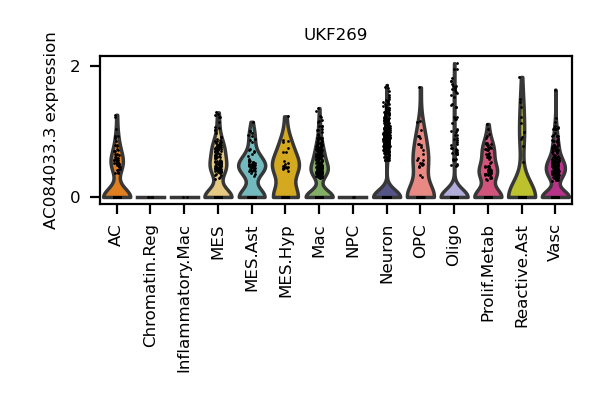 UKF269
AC084033.3 expression
2
0
AC
Chromatin.Reg
Inflammatory.Mac
MES
MES.Ast
MES.Hyp
Mac
NPC
Neuron
OPC
Oligo
Prolif.Metab
Reactive.Ast
Vasc